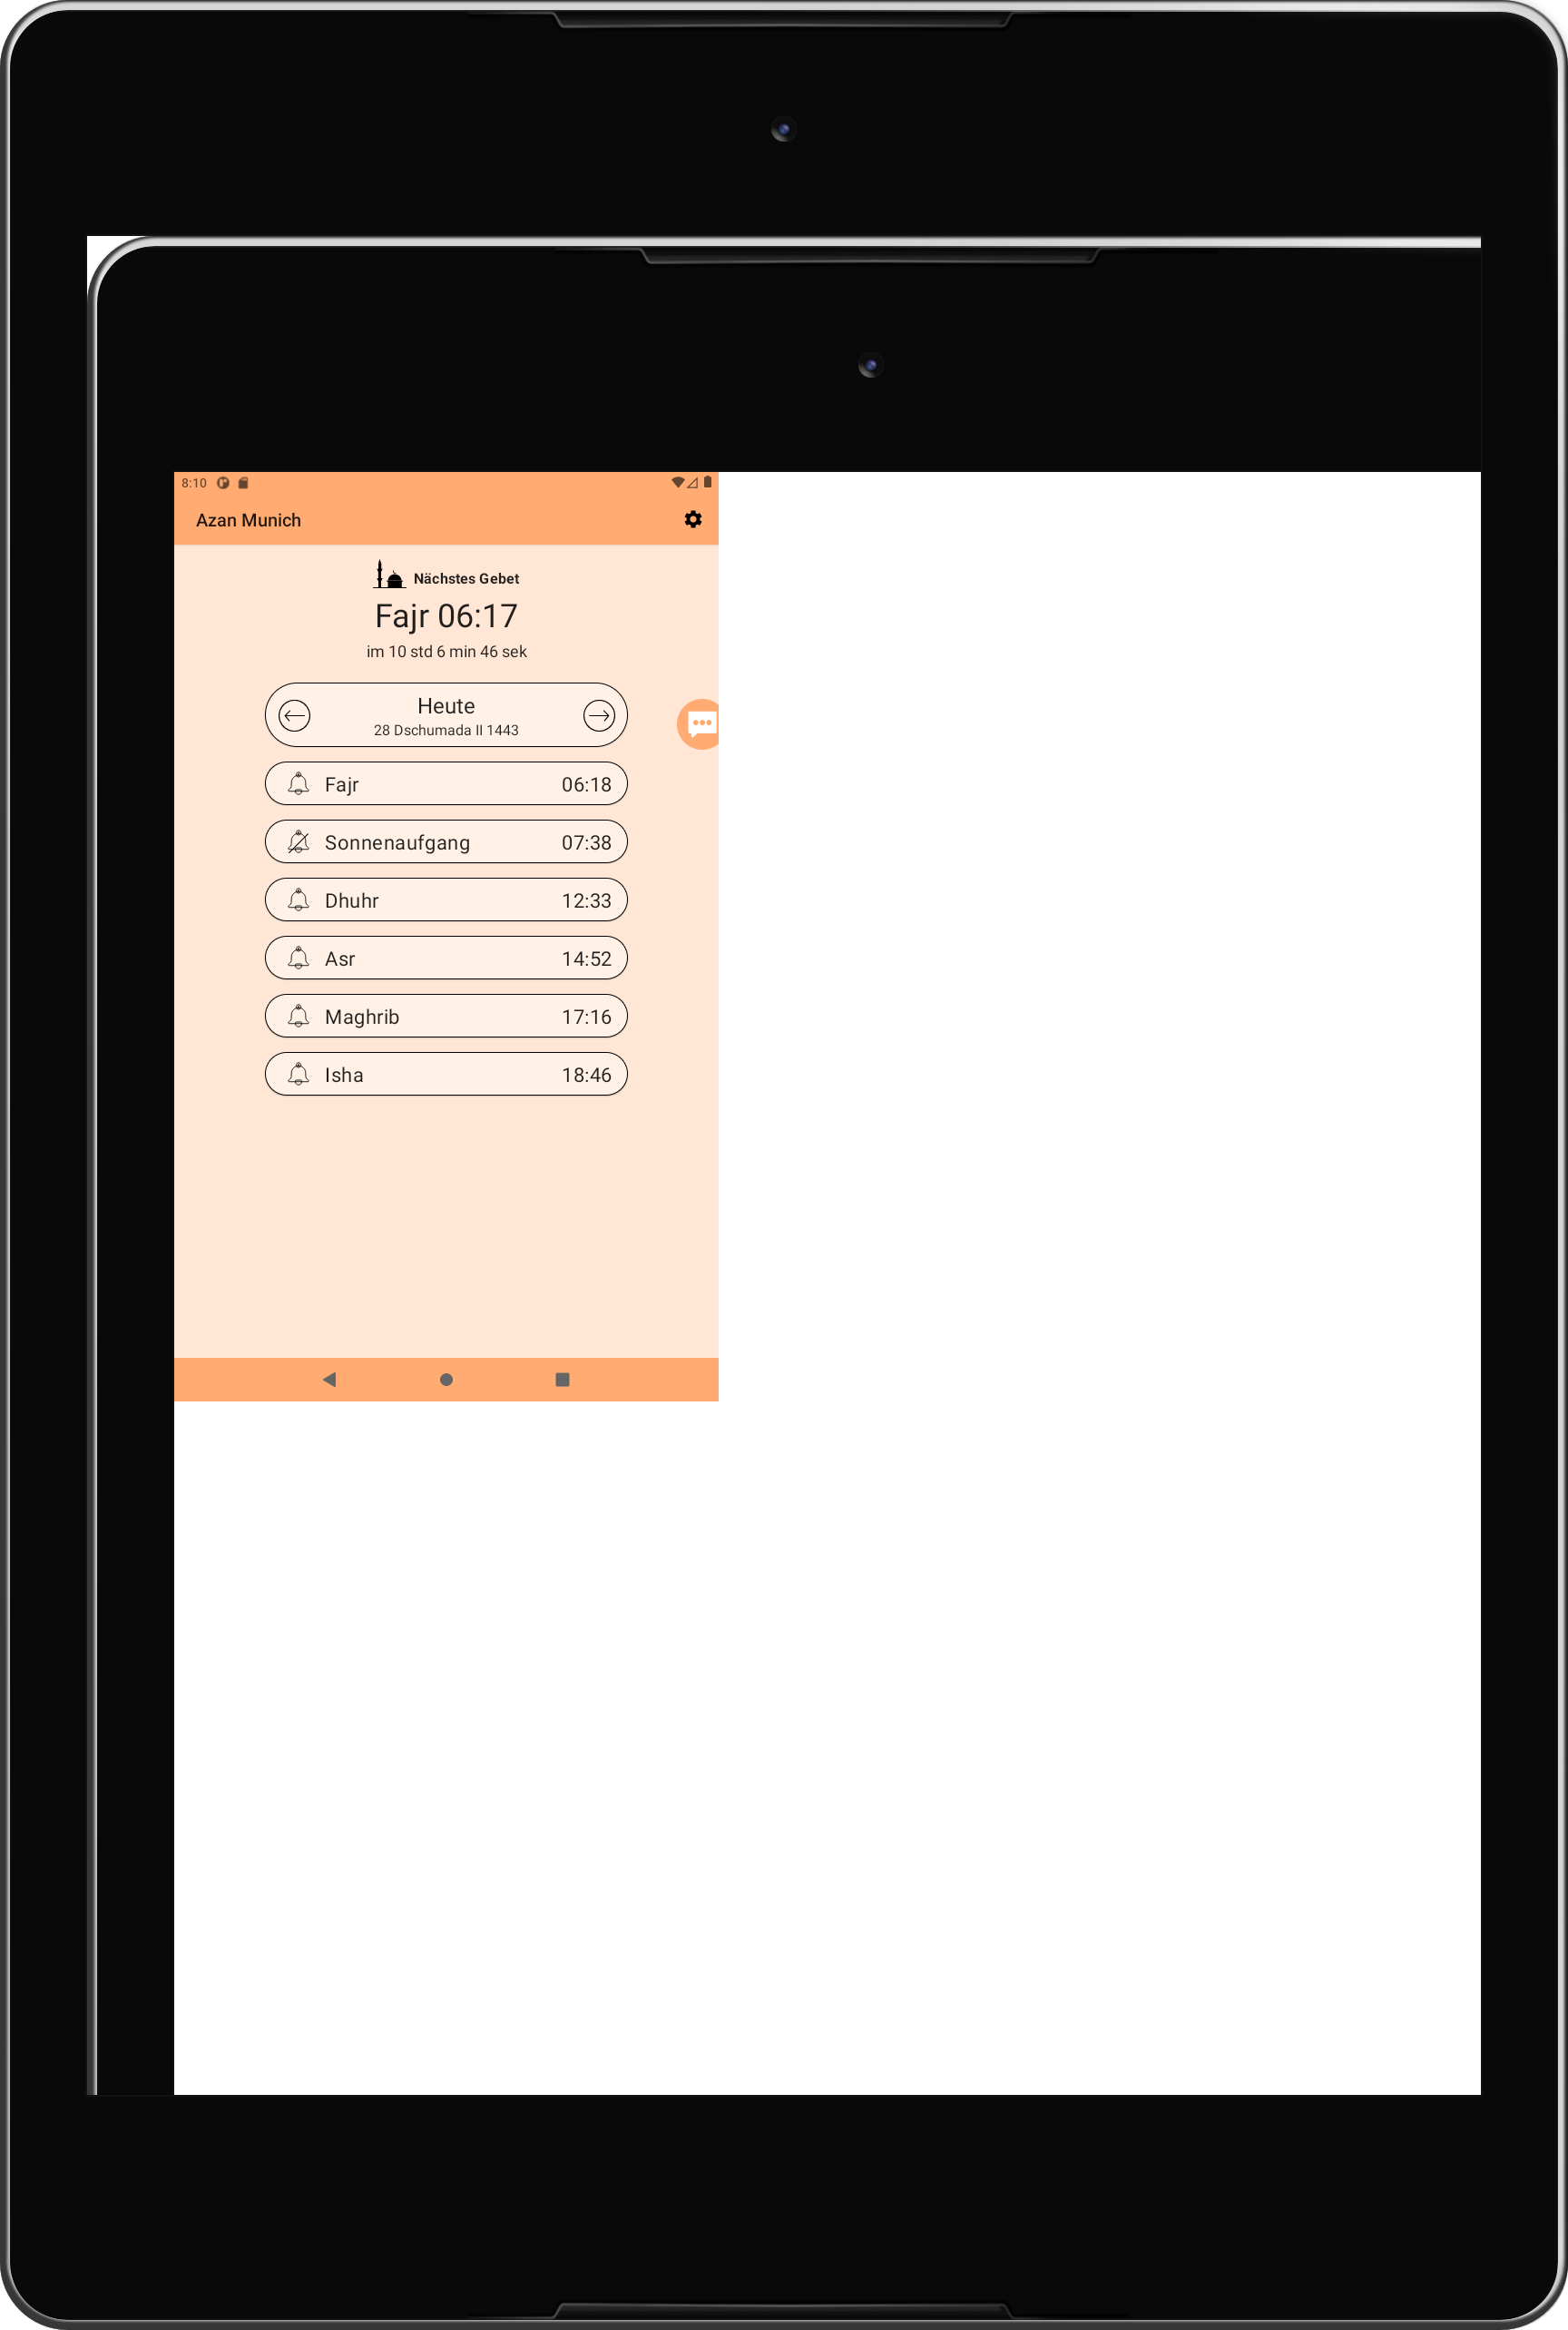 8:10
Azan Munich
Nächstes Gebet
Fajr 06:17
im 10 std 6 min 46 sek
Heute
28 Dschumada II 1443
Fajr 06:18
Sonnenaufgang 07:38
Dhuhr 12:33
Asr 14:52
Maghrib 17:16
Isha 18:46